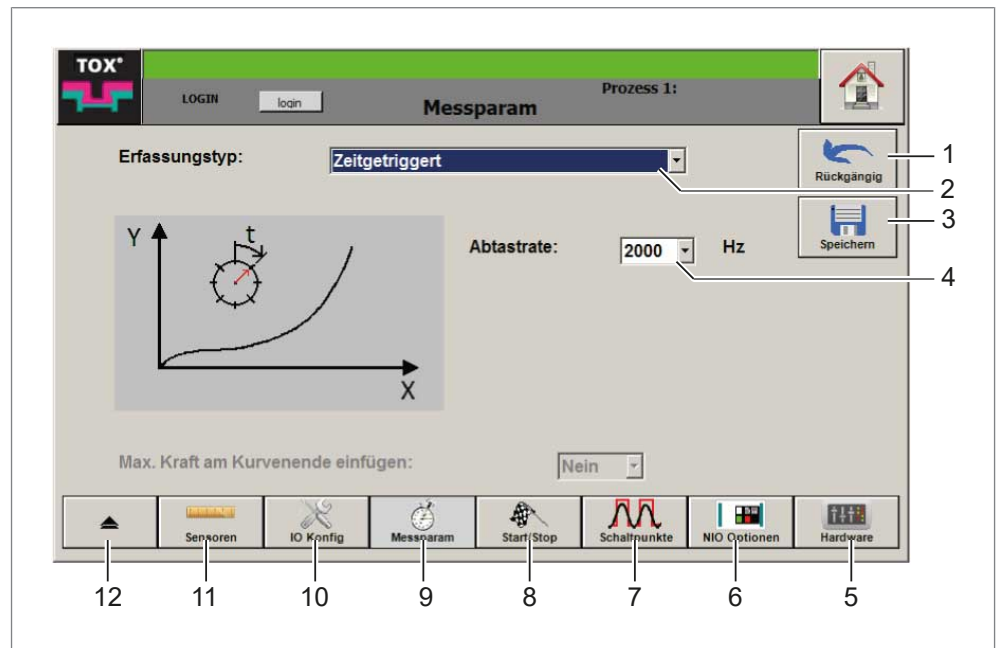 TOX®
LOGIN
login
Messparam
Prozess 1:
Erfassungstyp:
Zeitgetriggert
Rückgängig
1
2
Speichern
3
Y
t
X
Abtastrate:
2000
Hz
4
Max. Kraft am Kurvenende einfügen:
Nein
Sensoren
IO Konfig
Messparam
Start/Stop
Schaltpunkte
NIO Optionen
Hardware
12
11
10
9
8
7
6
5